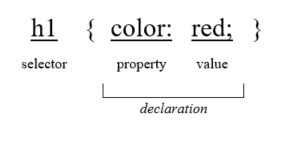 h1 { color: red; }
selector property value
declaration